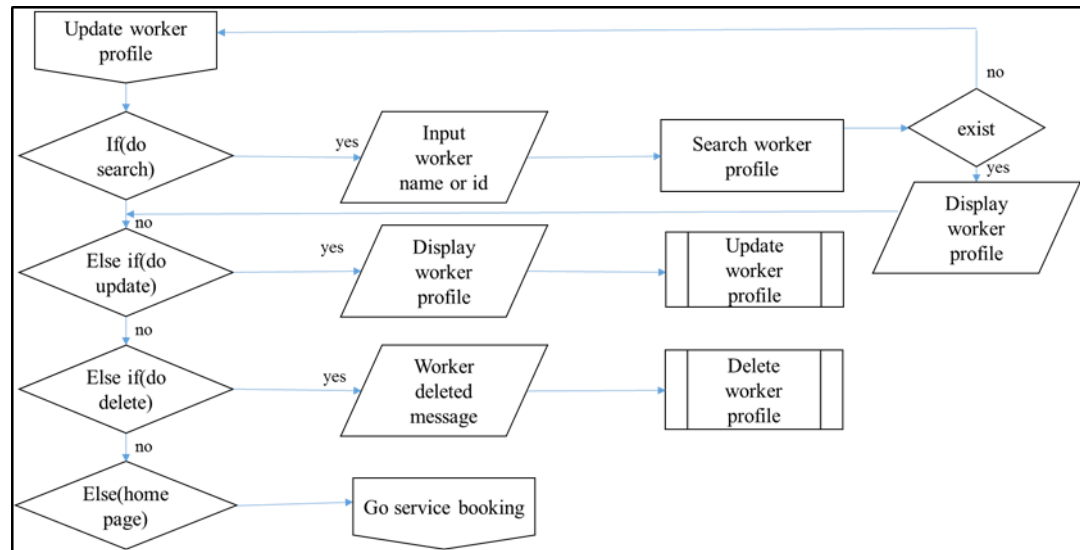 Update worker
profile
no
If(do
search)
yes
Input
worker
name or id
Search worker
profile
exist
yes
Display
worker
profile
no
Else if(do
update)
yes
Display
worker
profile
Update
worker
profile
no
Else if(do
delete)
yes
Worker
deleted
message
Delete
worker
profile
no
Else(home
page)
Go service booking